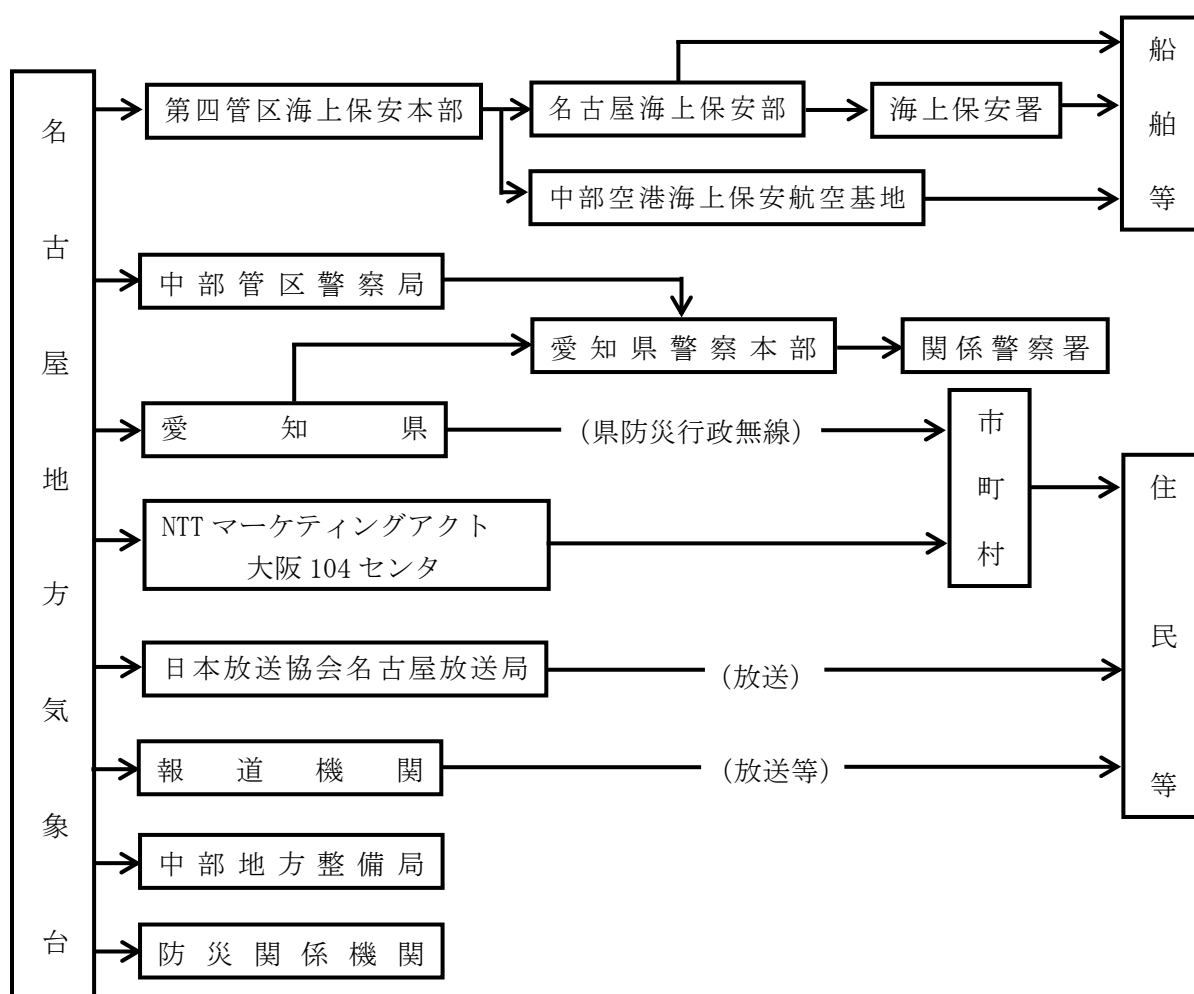 名古屋地方気象台
第四管区海上保安本部
名古屋海上保安部
海上保安署
船舶等
中部空港海上保安航空基地
中部管区警察局
愛知県警察本部
関係警察署
愛知県
(県防災行政無線)
市町村
住民等
NTTマーケティングアクト
大阪104センタ
日本放送協会名古屋放送局
(放送)
報道機関
(放送等)
中部地方整備局
防災関係機関